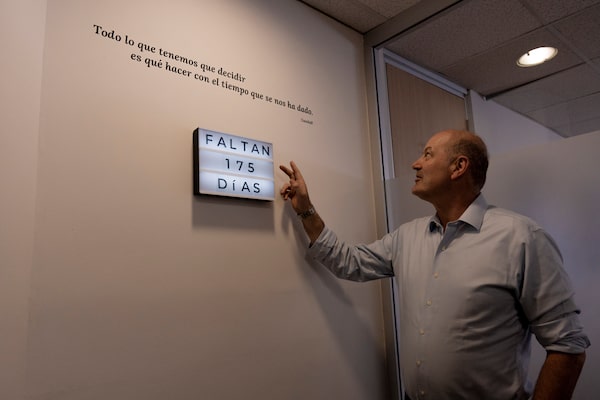 Todo lo que tenemos que decidir
es qué hacer con el tiempo que se nos ha dado.
Gandalf
FALTAN
175
DÍAS